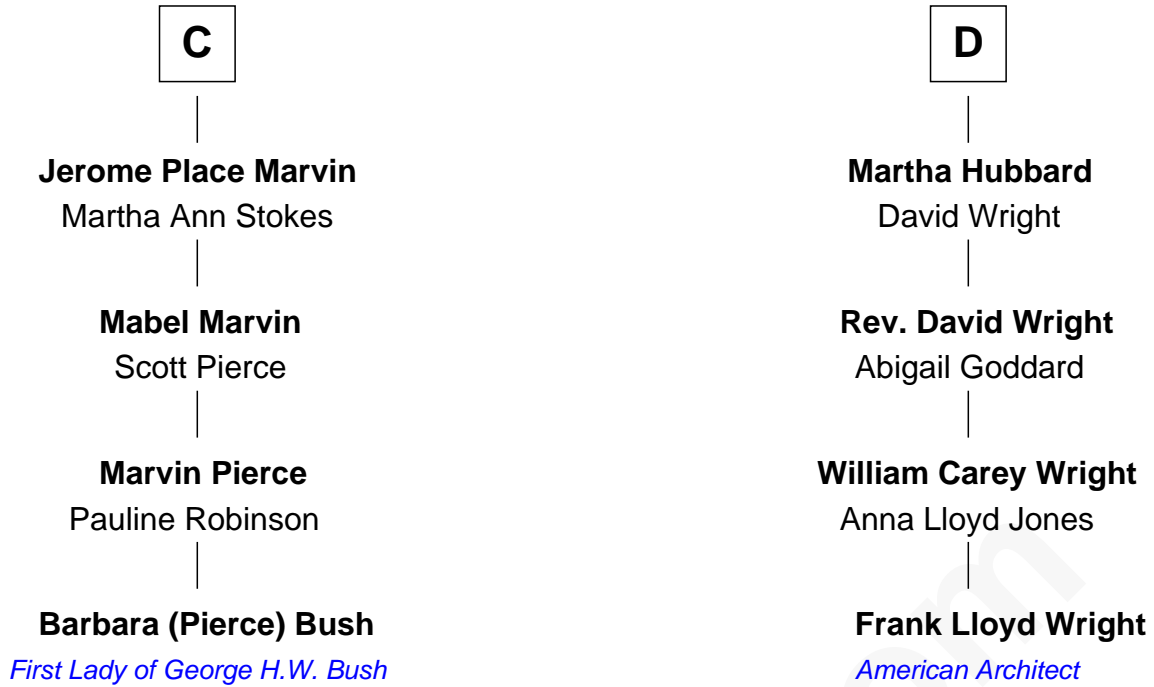 C
Jerome Place Marvin
Martha Ann Stokes
Mabel Marvin
Scott Pierce
Marvin Pierce
Pauline Robinson
Barbara (Pierce) Bush
First Lady of George H.W. Bush
D
Martha Hubbard
David Wright
Rev. David Wright
Abigail Goddard
William Carey Wright
Anna Lloyd Jones
Frank Lloyd Wright
American Architect